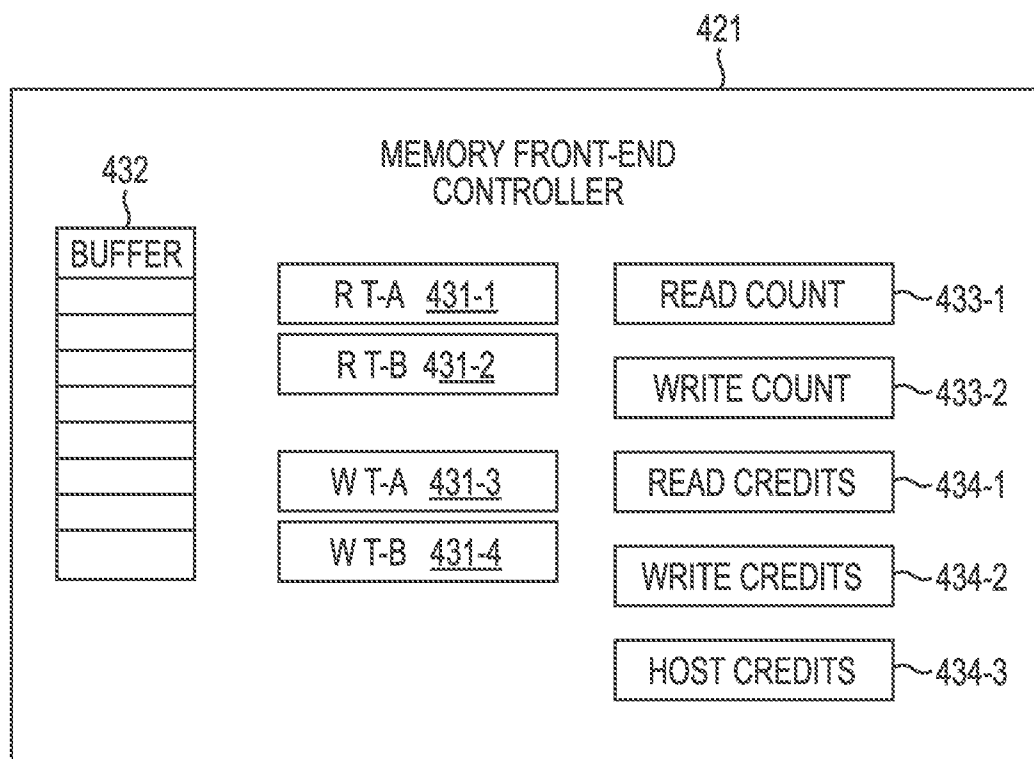 421
MEMORY FRONT-END
CONTROLLER
432
BUFFER
R T-A 431-1
R T-B 431-2
W T-A 431-3
W T-B 431-4
READ COUNT 433-1
WRITE COUNT 433-2
READ CREDITS 434-1
WRITE CREDITS 434-2
HOST CREDITS 434-3